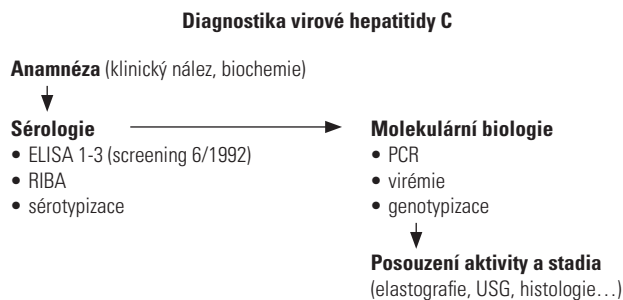 Diagnostika virové hepatitidy C
Anamnéza (klinický nález, biochemie)
Sérologie
• ELISA 1-3 (screening 6/1992)
• RIBA
• sérotypizace
Molekulární biologie
• PCR
• virémie
• genotypizace
Posouzení aktivity a stadia
(elastografie, USG, histologie…)